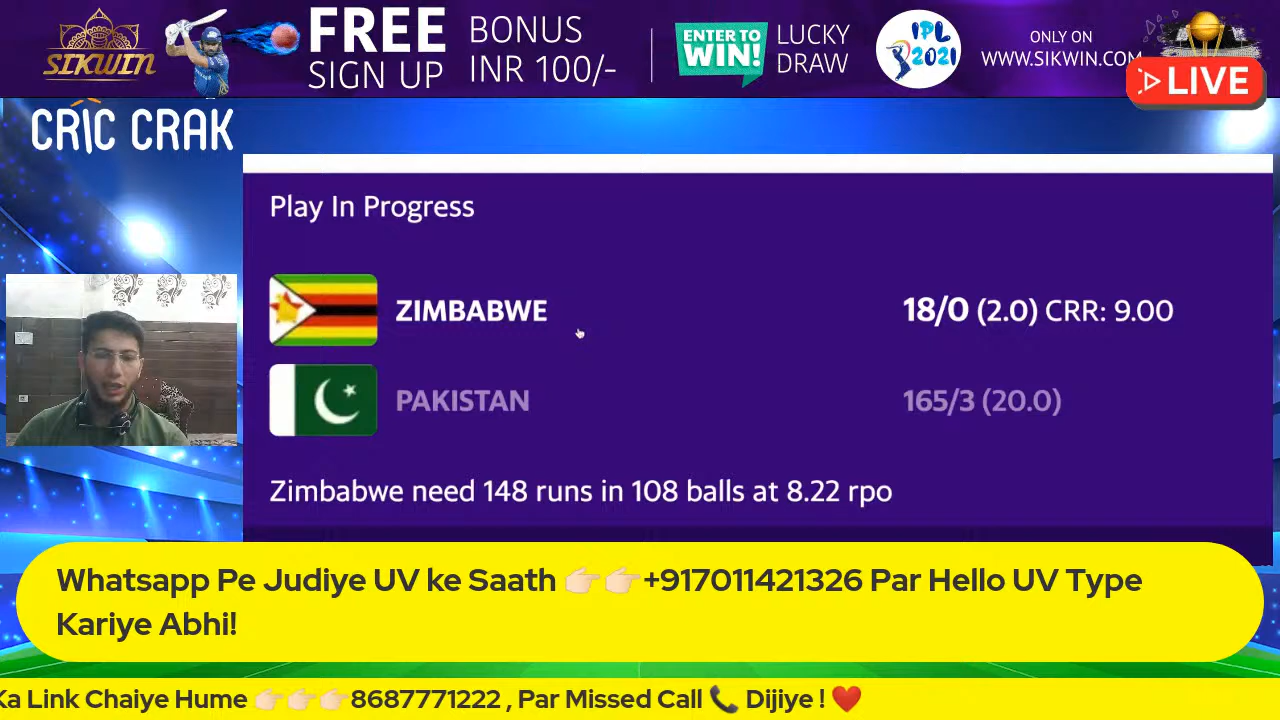 SIKWIN
FREE
SIGN UP
BONUS
INR 100/-
ENTER TO
WIN!
LUCKY
DRAW
IPL
2021
ONLY ON
WWW.SIKWIN.COM
LIVE
CRIC CRAK
Play In Progress
ZIMBABWE 18/0 (2.0) CRR: 9.00
PAKISTAN 165/3 (20.0)
Zimbabwe need 148 runs in 108 balls at 8.22 rpo
Whatsapp Pe Judiye UV ke Saath 👉🏻👉🏻+917011421326 Par Hello UV Type
Kariye Abhi!
Ka Link Chaiye Hume 👉🏻👉🏻👉🏻8687771222 , Par Missed Call 📞 Dijiye ! ❤️